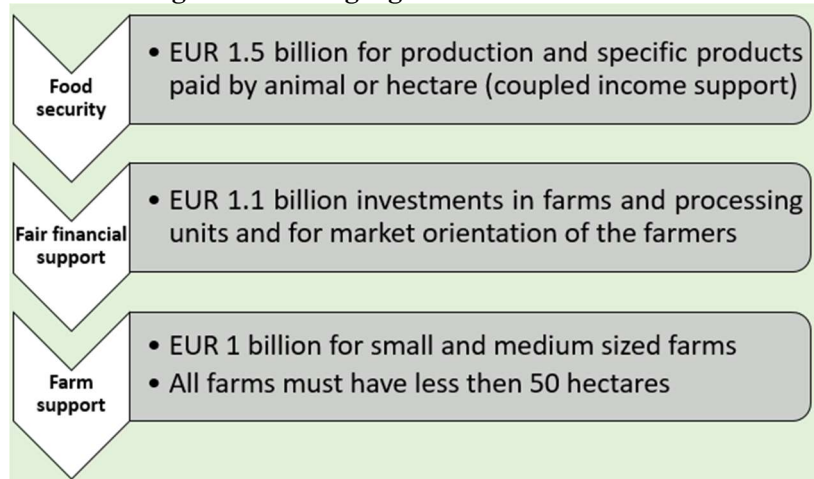 Food
security
• EUR 1.5 billion for production and specific products
paid by animal or hectare (coupled income support)
Fair financial
support
• EUR 1.1 billion investments in farms and processing
units and for market orientation of the farmers
Farm
support
• EUR 1 billion for small and medium sized farms
• All farms must have less then 50 hectares